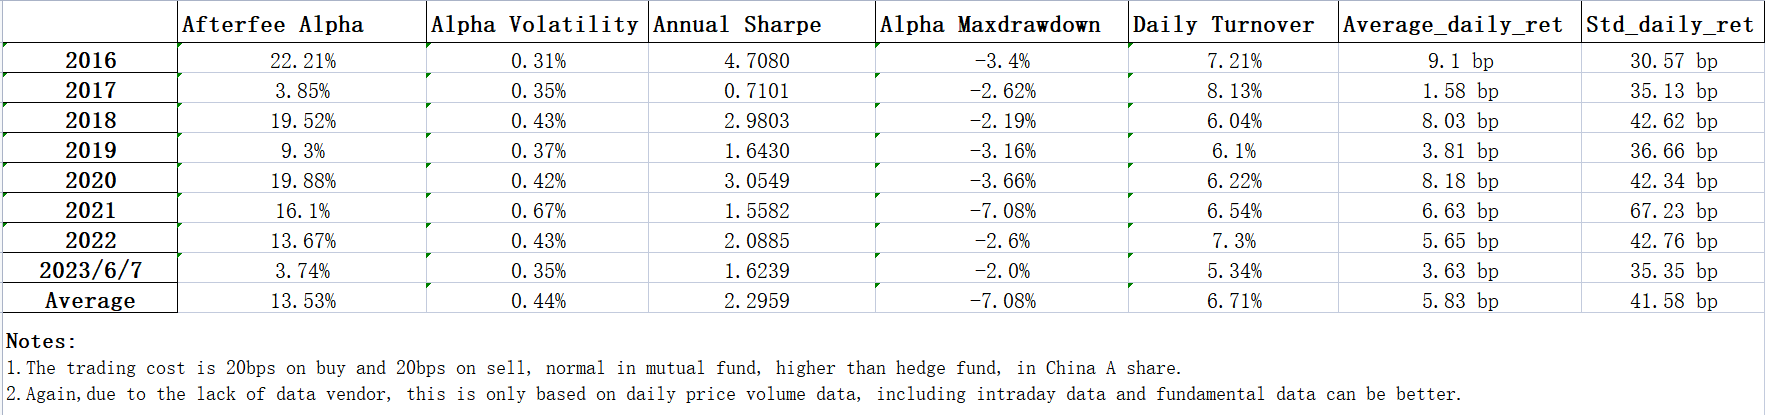 Afterfee Alpha Alpha Volatility Annual Sharpe Alpha Maxdrawdown Daily Turnover Average_daily_ret Std_daily_ret
2016 22.21% 0.31% 4.7080 -3.4% 7.21% 9.1 bp 30.57 bp
2017 3.85% 0.35% 0.7101 -2.62% 8.13% 1.58 bp 35.13 bp
2018 19.52% 0.43% 2.9803 -2.19% 6.04% 8.03 bp 42.62 bp
2019 9.3% 0.37% 1.6430 -3.16% 6.1% 3.81 bp 36.66 bp
2020 19.88% 0.42% 3.0549 -3.66% 6.22% 8.18 bp 42.34 bp
2021 16.1% 0.67% 1.5582 -7.08% 6.54% 6.63 bp 67.23 bp
2022 13.67% 0.43% 2.0885 -2.6% 7.3% 5.65 bp 42.76 bp
2023/6/7 3.74% 0.35% 1.6239 -2.0% 5.34% 3.63 bp 35.35 bp
Average 13.53% 0.44% 2.2959 -7.08% 6.71% 5.83 bp 41.58 bp
Notes:
1.The trading cost is 20bps on buy and 20bps on sell, normal in mutual fund, higher than hedge fund, in China A share.
2.Again,due to the lack of data vendor, this is only based on daily price volume data, including intraday data and fundamental data can be better.